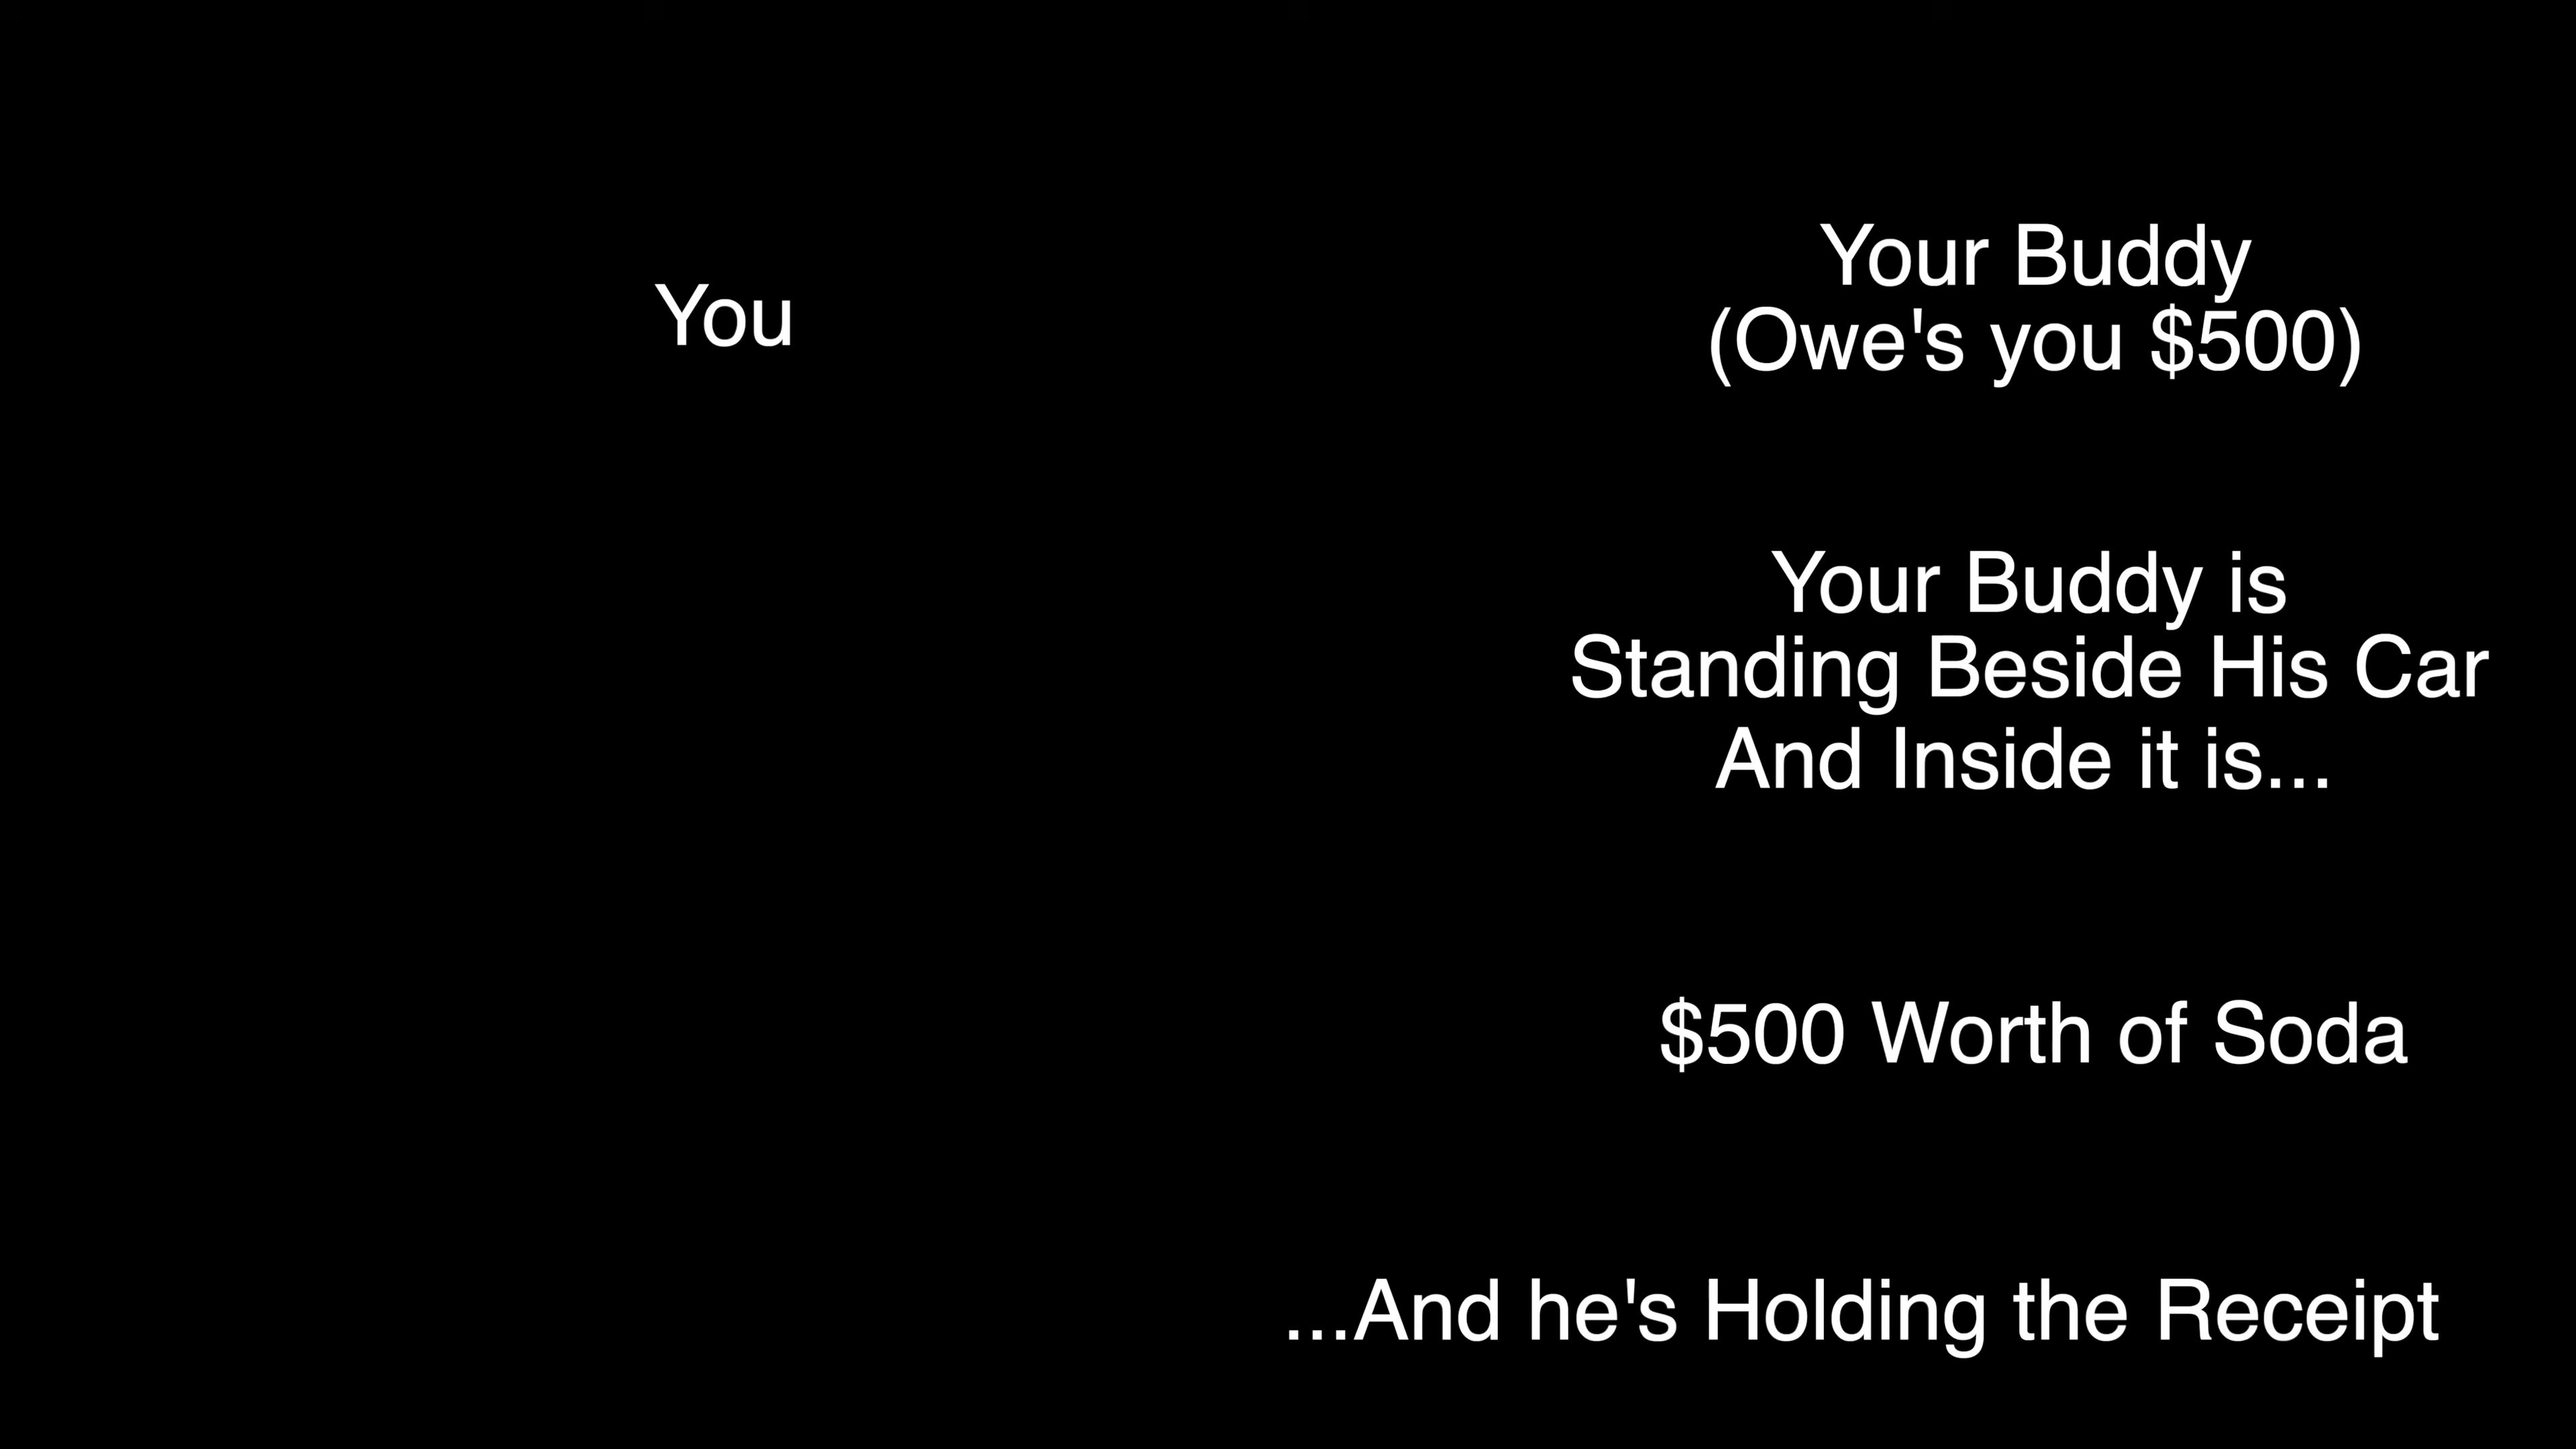 You
Your Buddy
(Owe's you $500)
Your Buddy is
Standing Beside His Car
And Inside it is...
$500 Worth of Soda
...And he's Holding the Receipt